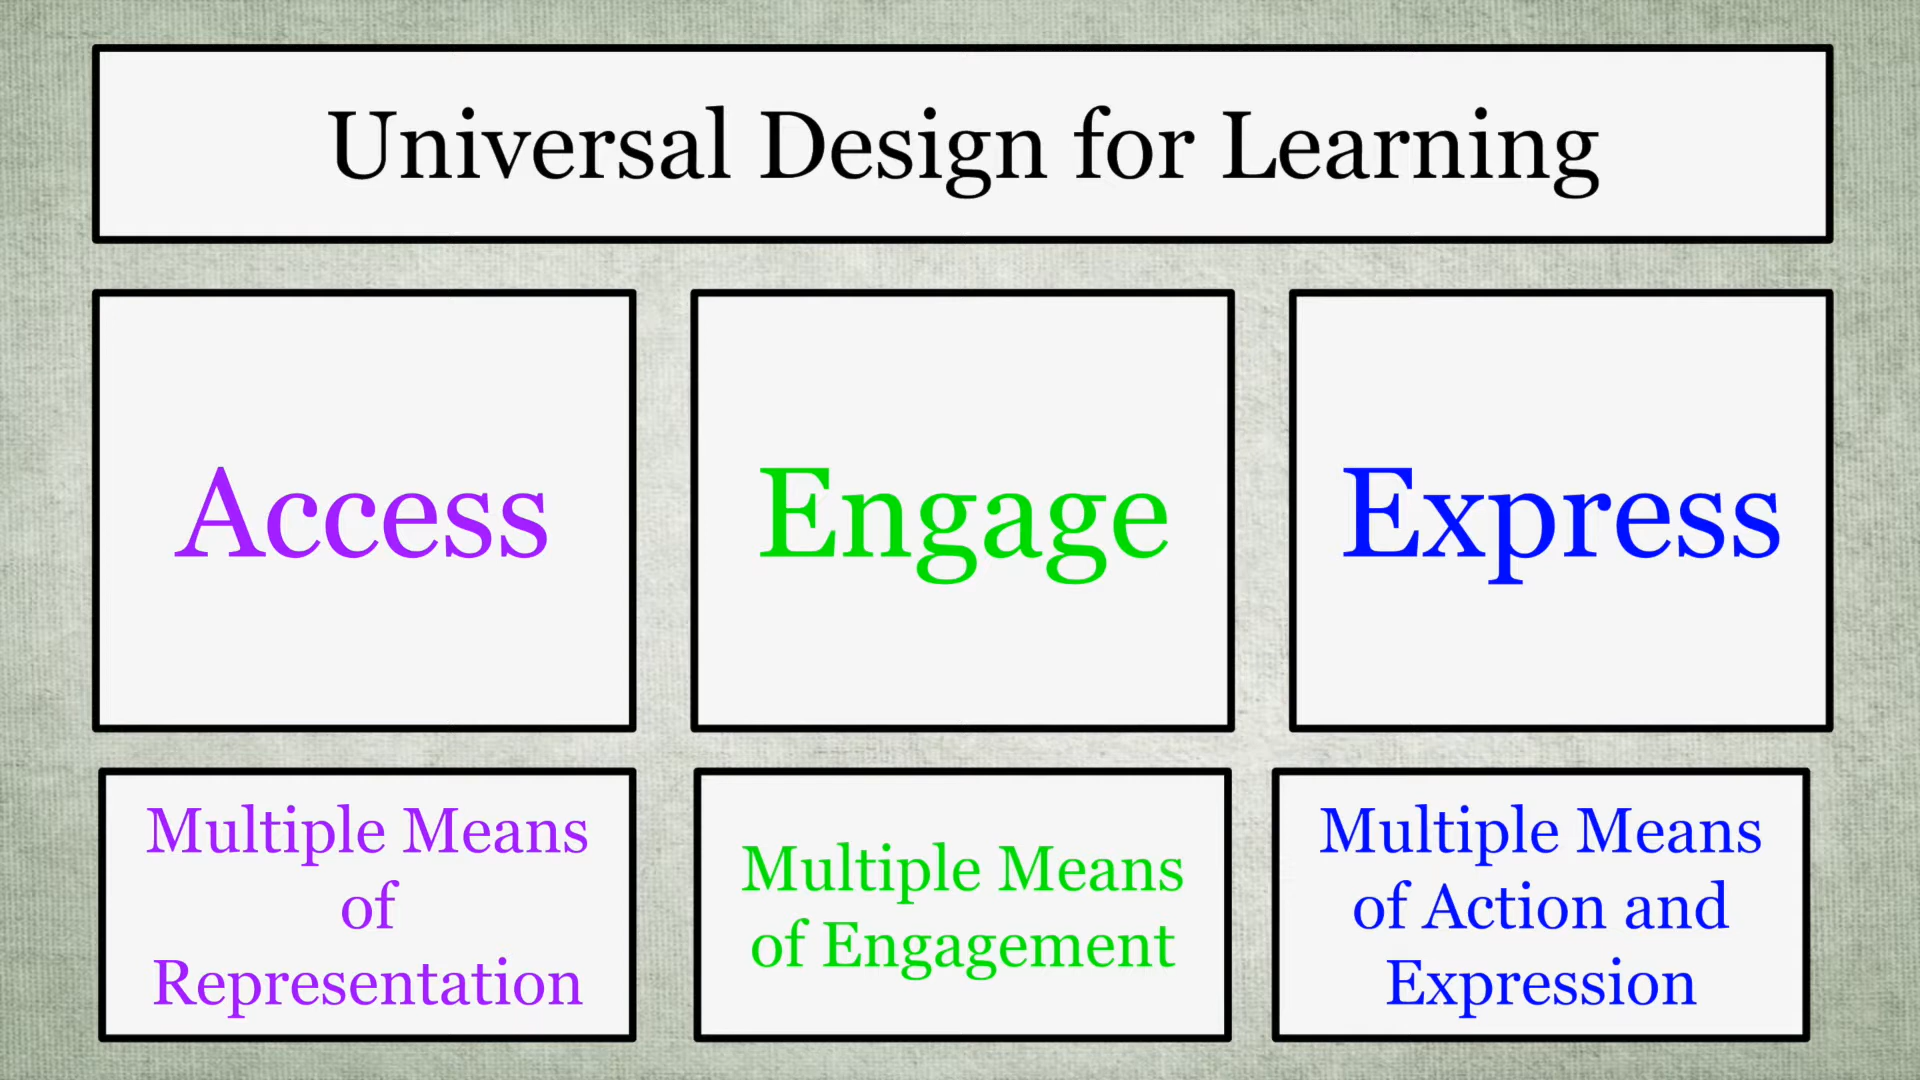 Universal Design for Learning
Access
Engage
Express
Multiple Means
of
Representation
Multiple Means
of Engagement
Multiple Means
of Action and
Expression